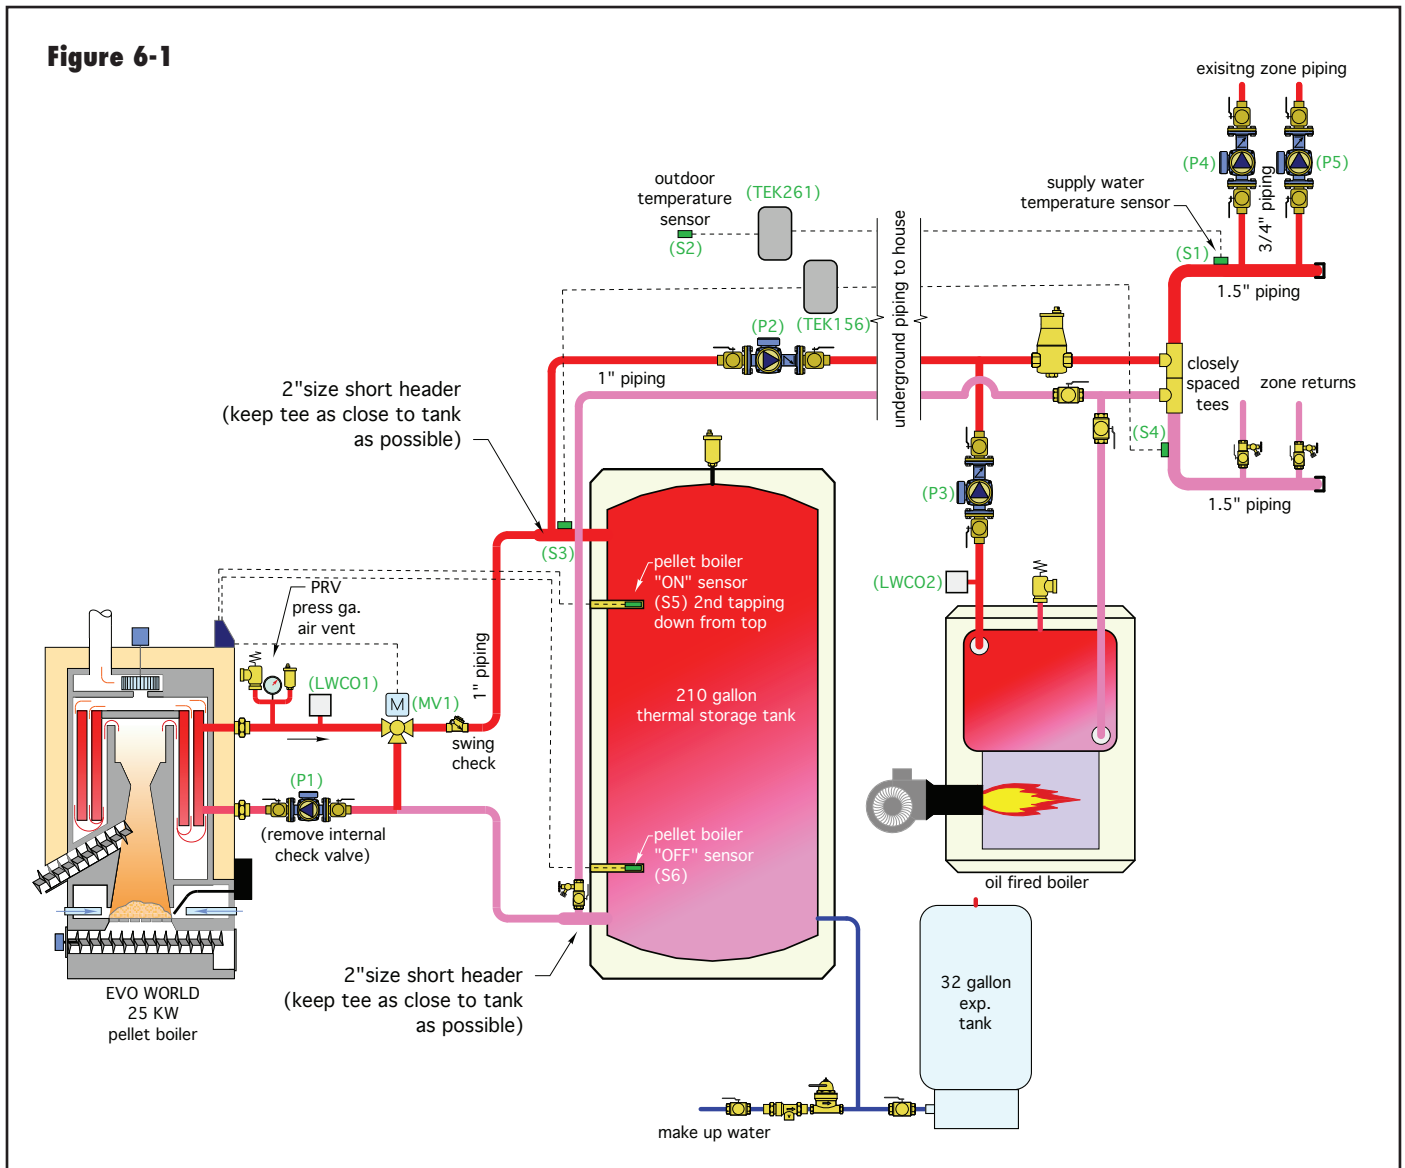 Figure 6-1
exisitng zone piping
(P4)
(P5)
3/4" piping
outdoor
temperature
sensor
(S2)
(TEK261)
supply water
temperature sensor
(S1)
1.5" piping
underground piping to house
(TEK156)
(P2)
1" piping
closely
spaced
tees
zone returns
(S4)
1.5" piping
2"size short header
(keep tee as close to tank
as possible)
(S3)
(P3)
(LWCO2)
pellet boiler
"ON" sensor
(S5) 2nd tapping
down from top
PRV
press ga.
air vent
(LWCO1)
M
(MV1)
1" piping
swing
check
210 gallon
thermal storage tank
(P1)
(remove internal
check valve)
pellet boiler
"OFF" sensor
(S6)
oil fired boiler
2"size short header
(keep tee as close to tank
as possible)
EVO WORLD
25 KW
pellet boiler
32 gallon
exp.
tank
make up water